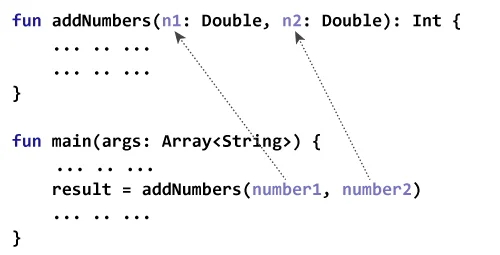 fun addNumbers(n1: Double, n2: Double): Int {
... .. ...
... .. ...
}
fun main(args: Array<String>) {
... .. ...
result = addNumbers(number1, number2)
... .. ...
}